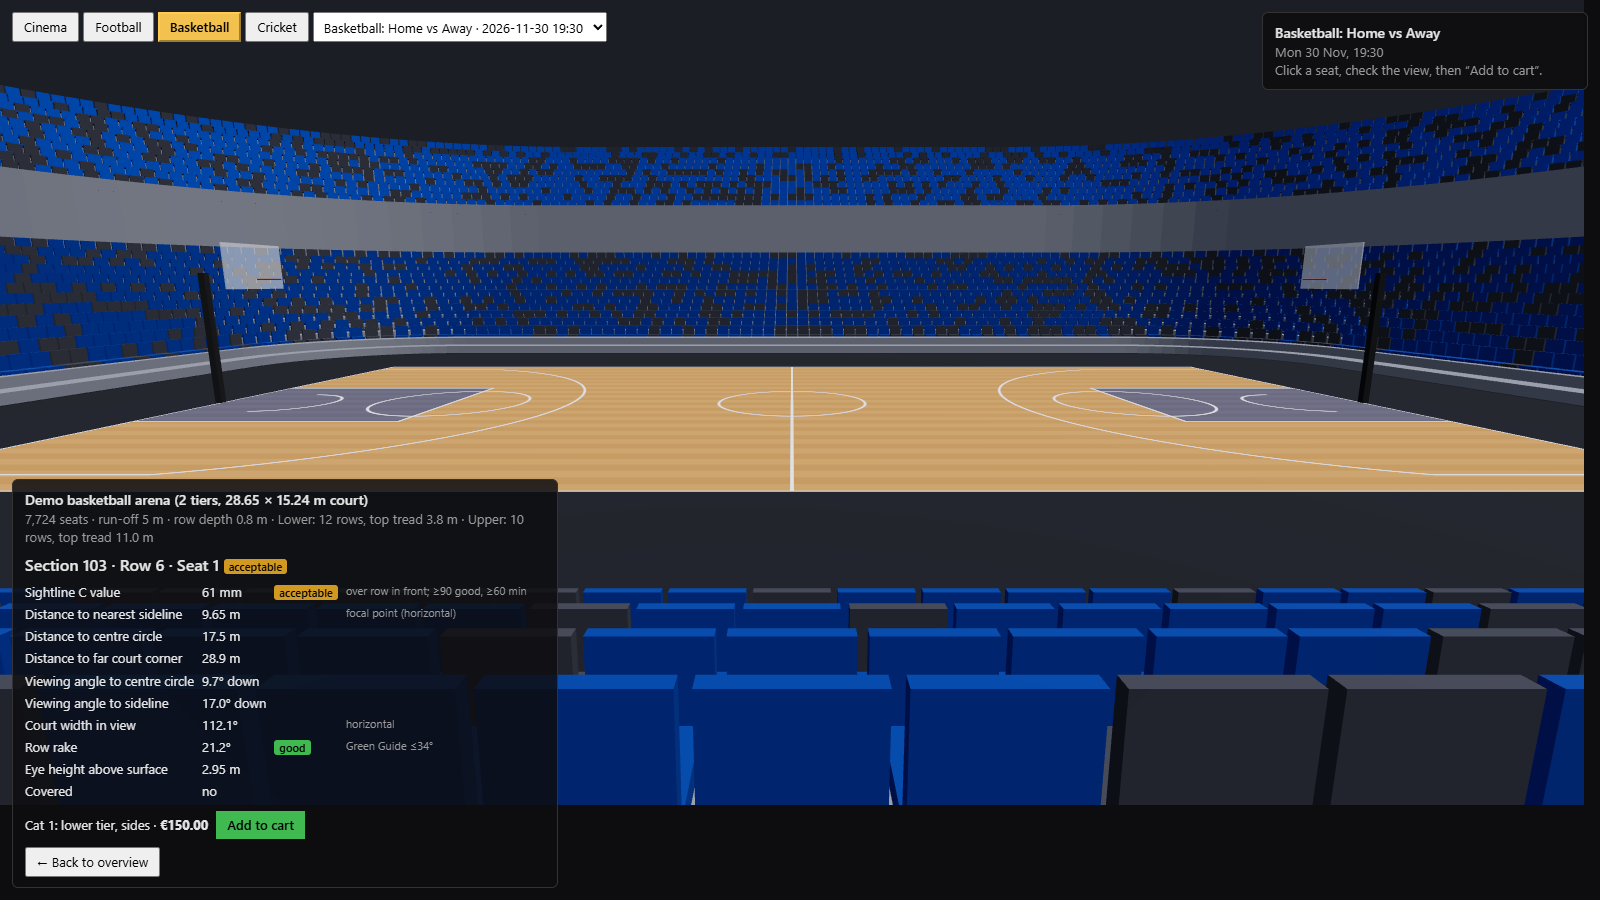 Cinema Football Basketball Cricket Basketball: Home vs Away · 2026-11-30 19:30
Basketball: Home vs Away
Mon 30 Nov, 19:30
Click a seat, check the view, then “Add to cart”.
Demo basketball arena (2 tiers, 28.65 × 15.24 m court)
7,724 seats · run-off 5 m · row depth 0.8 m · Lower: 12 rows, top tread 3.8 m · Upper: 10
rows, top tread 11.0 m
Section 103 · Row 6 · Seat 1 acceptable
Sightline C value 61 mm acceptable over row in front; ≥90 good, ≥60 min
Distance to nearest sideline 9.65 m focal point (horizontal)
Distance to centre circle 17.5 m
Distance to far court corner 28.9 m
Viewing angle to centre circle 9.7° down
Viewing angle to sideline 17.0° down
Court width in view 112.1° horizontal
Row rake 21.2° good Green Guide ≤34°
Eye height above surface 2.95 m
Covered no
Cat 1: lower tier, sides · €150.00 Add to cart
← Back to overview